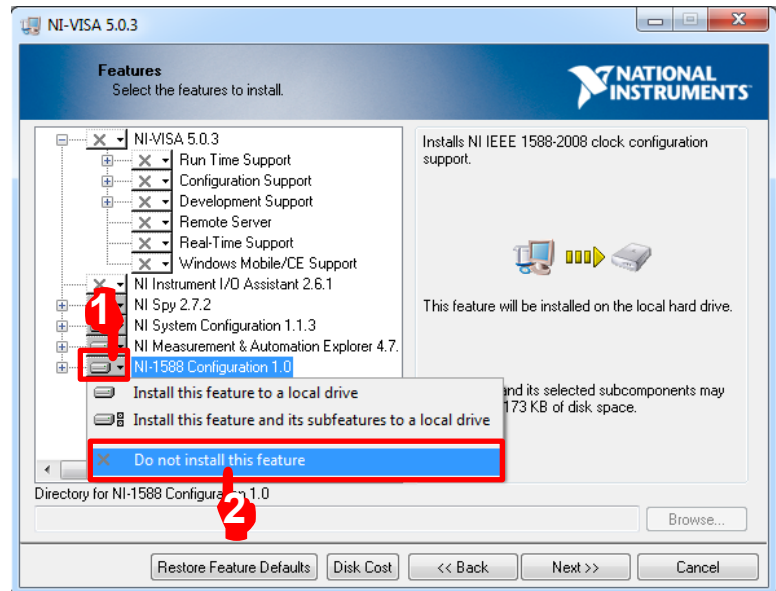 NI-VISA 5.0.3
Features
Select the features to install.
NATIONAL
INSTRUMENTS
NI-VISA 5.0.3
Run Time Support
Configuration Support
Development Support
Remote Server
Real-Time Support
Windows Mobile/CE Support
NI Instrument I/O Assistant 2.6.1
NI Spy 2.7.2
NI System Configuration 1.1.3
NI Measurement & Automation Explorer 4.7.
NI-1588 Configuration 1.0
1
Install this feature to a local drive
Install this feature and its subfeatures to a local drive
Do not install this feature
2
Installs NI IEEE 1588-2008 clock configuration
support.
This feature will be installed on the local hard drive.
and its selected subcomponents may
173 KB of disk space.
Directory for NI-1588 Configuration 1.0
Browse...
Restore Feature Defaults
Disk Cost
<< Back
Next >>
Cancel